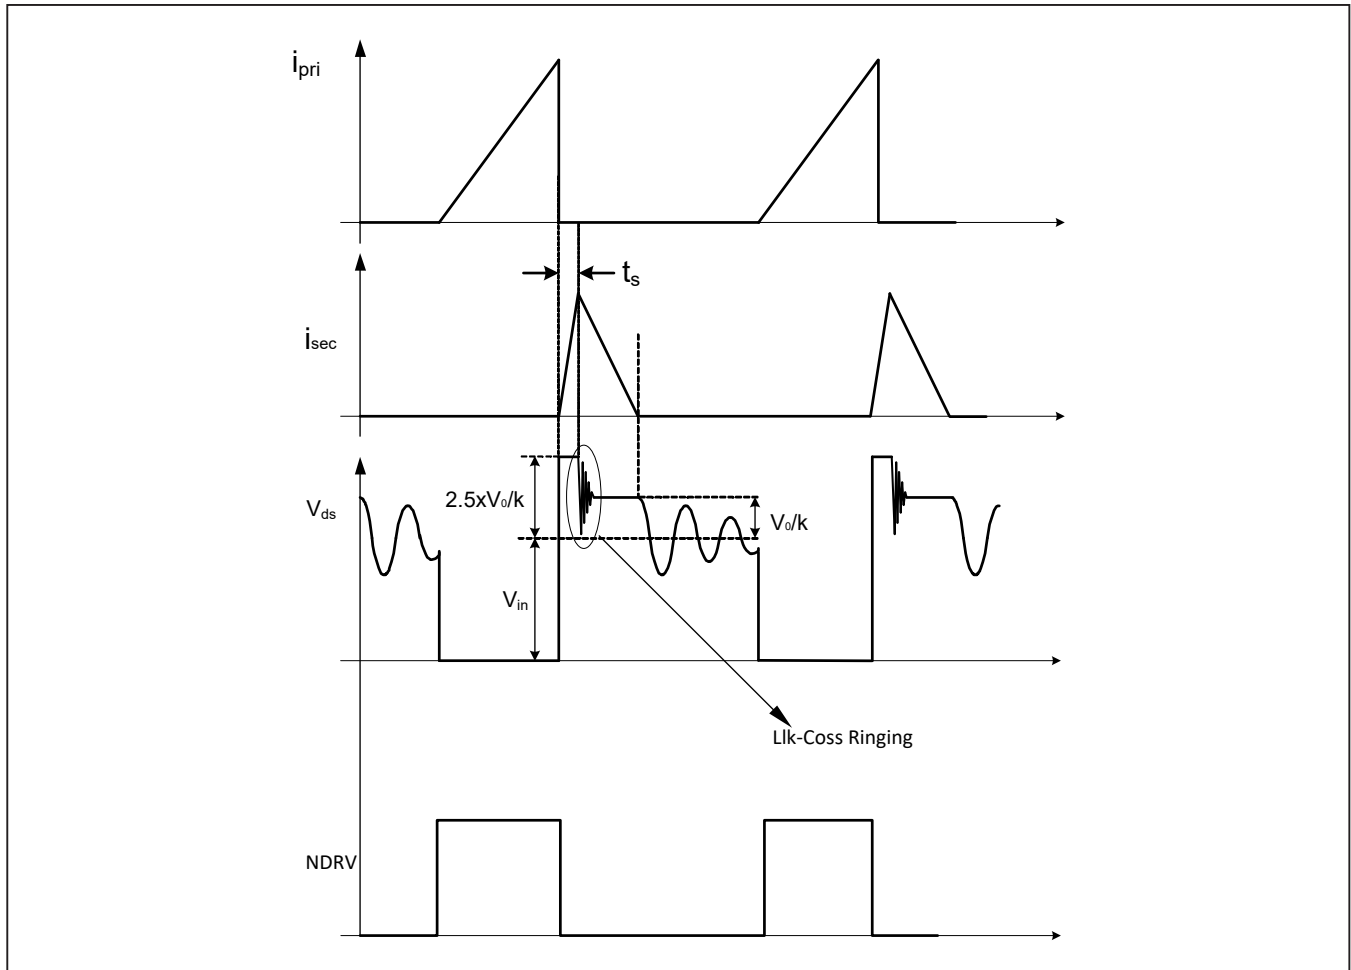 ipri
ts
isec
Vds
2.5xV0/k
V0/k
Vin
Llk-Coss Ringing
NDRV